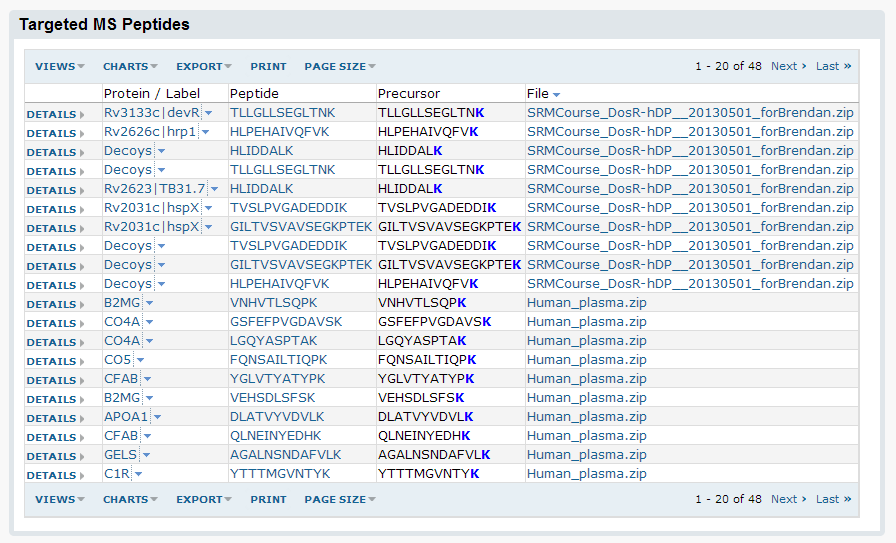 Targeted MS Peptides
VIEWS CHARTS EXPORT PRINT PAGE SIZE 1 - 20 of 48 Next › Last »
Protein / Label Peptide Precursor File
DETAILS Rv3133c|devR TLLGLLSEGLTNK TLLGLLSEGLTNK SRMCourse_DosR-hDP__20130501_forBrendan.zip
DETAILS Rv2626c|hrp1 HLPEHAIVQFVK HLPEHAIVQFVK SRMCourse_DosR-hDP__20130501_forBrendan.zip
DETAILS Decoys HLIDDALK HLIDDALK SRMCourse_DosR-hDP__20130501_forBrendan.zip
DETAILS Decoys TLLGLLSEGLTNK TLLGLLSEGLTNK SRMCourse_DosR-hDP__20130501_forBrendan.zip
DETAILS Rv2623|TB31.7 HLIDDALK HLIDDALK SRMCourse_DosR-hDP__20130501_forBrendan.zip
DETAILS Rv2031c|hspX TVSLPVGADEDDIK TVSLPVGADEDDIK SRMCourse_DosR-hDP__20130501_forBrendan.zip
DETAILS Rv2031c|hspX GILTVSVAVSEGKPTEK GILTVSVAVSEGKPTEK SRMCourse_DosR-hDP__20130501_forBrendan.zip
DETAILS Decoys TVSLPVGADEDDIK TVSLPVGADEDDIK SRMCourse_DosR-hDP__20130501_forBrendan.zip
DETAILS Decoys GILTVSVAVSEGKPTEK GILTVSVAVSEGKPTEK SRMCourse_DosR-hDP__20130501_forBrendan.zip
DETAILS Decoys HLPEHAIVQFVK HLPEHAIVQFVK SRMCourse_DosR-hDP__20130501_forBrendan.zip
DETAILS B2MG VNHVTLSQPK VNHVTLSQPK Human_plasma.zip
DETAILS CO4A GSFEFPVGDAVSK GSFEFPVGDAVSK Human_plasma.zip
DETAILS CO4A LGQYASPTAK LGQYASPTAK Human_plasma.zip
DETAILS CO5 FQNSAILTIQPK FQNSAILTIQPK Human_plasma.zip
DETAILS CFAB YGLVTYATYPK YGLVTYATYPK Human_plasma.zip
DETAILS B2MG VEHSDLSFSK VEHSDLSFSK Human_plasma.zip
DETAILS APOA1 DLATVYVDVLK DLATVYVDVLK Human_plasma.zip
DETAILS CFAB QLNEINYEDHK QLNEINYEDHK Human_plasma.zip
DETAILS GELS AGALNSNDAFVLK AGALNSNDAFVLK Human_plasma.zip
DETAILS C1R YTTTMGVNTYK YTTTMGVNTYK Human_plasma.zip
VIEWS CHARTS EXPORT PRINT PAGE SIZE 1 - 20 of 48 Next › Last »